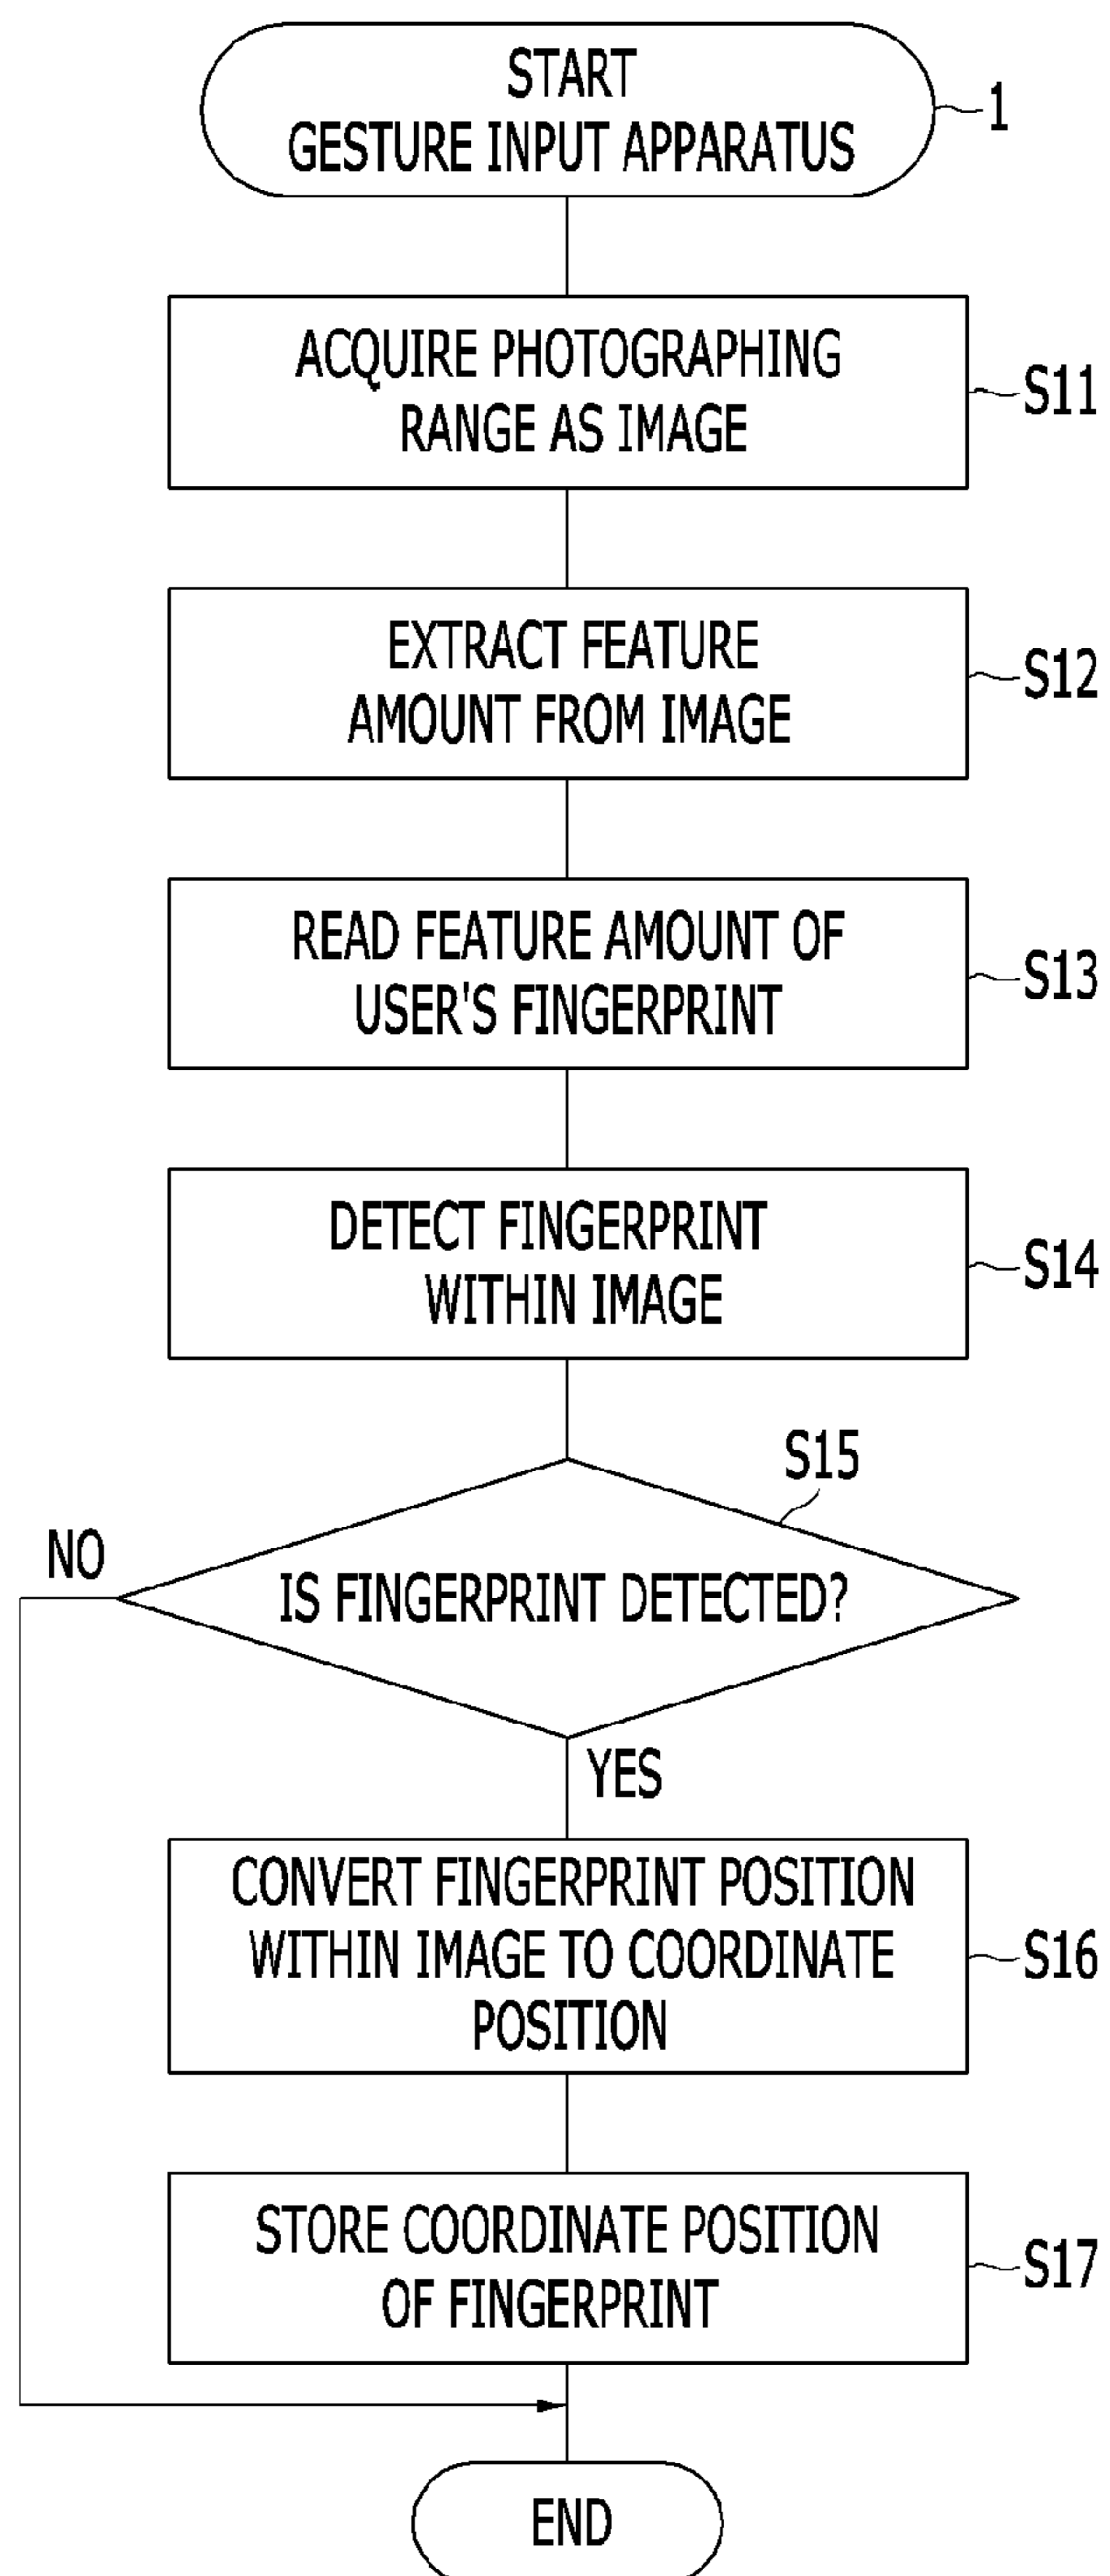 START
GESTURE INPUT APPARATUS
1
ACQUIRE PHOTOGRAPHING
RANGE AS IMAGE
S11
EXTRACT FEATURE
AMOUNT FROM IMAGE
S12
READ FEATURE AMOUNT OF
USER'S FINGERPRINT
S13
DETECT FINGERPRINT
WITHIN IMAGE
S14
S15
NO
IS FINGERPRINT DETECTED?
YES
CONVERT FINGERPRINT POSITION
WITHIN IMAGE TO COORDINATE
POSITION
S16
STORE COORDINATE POSITION
OF FINGERPRINT
S17
END